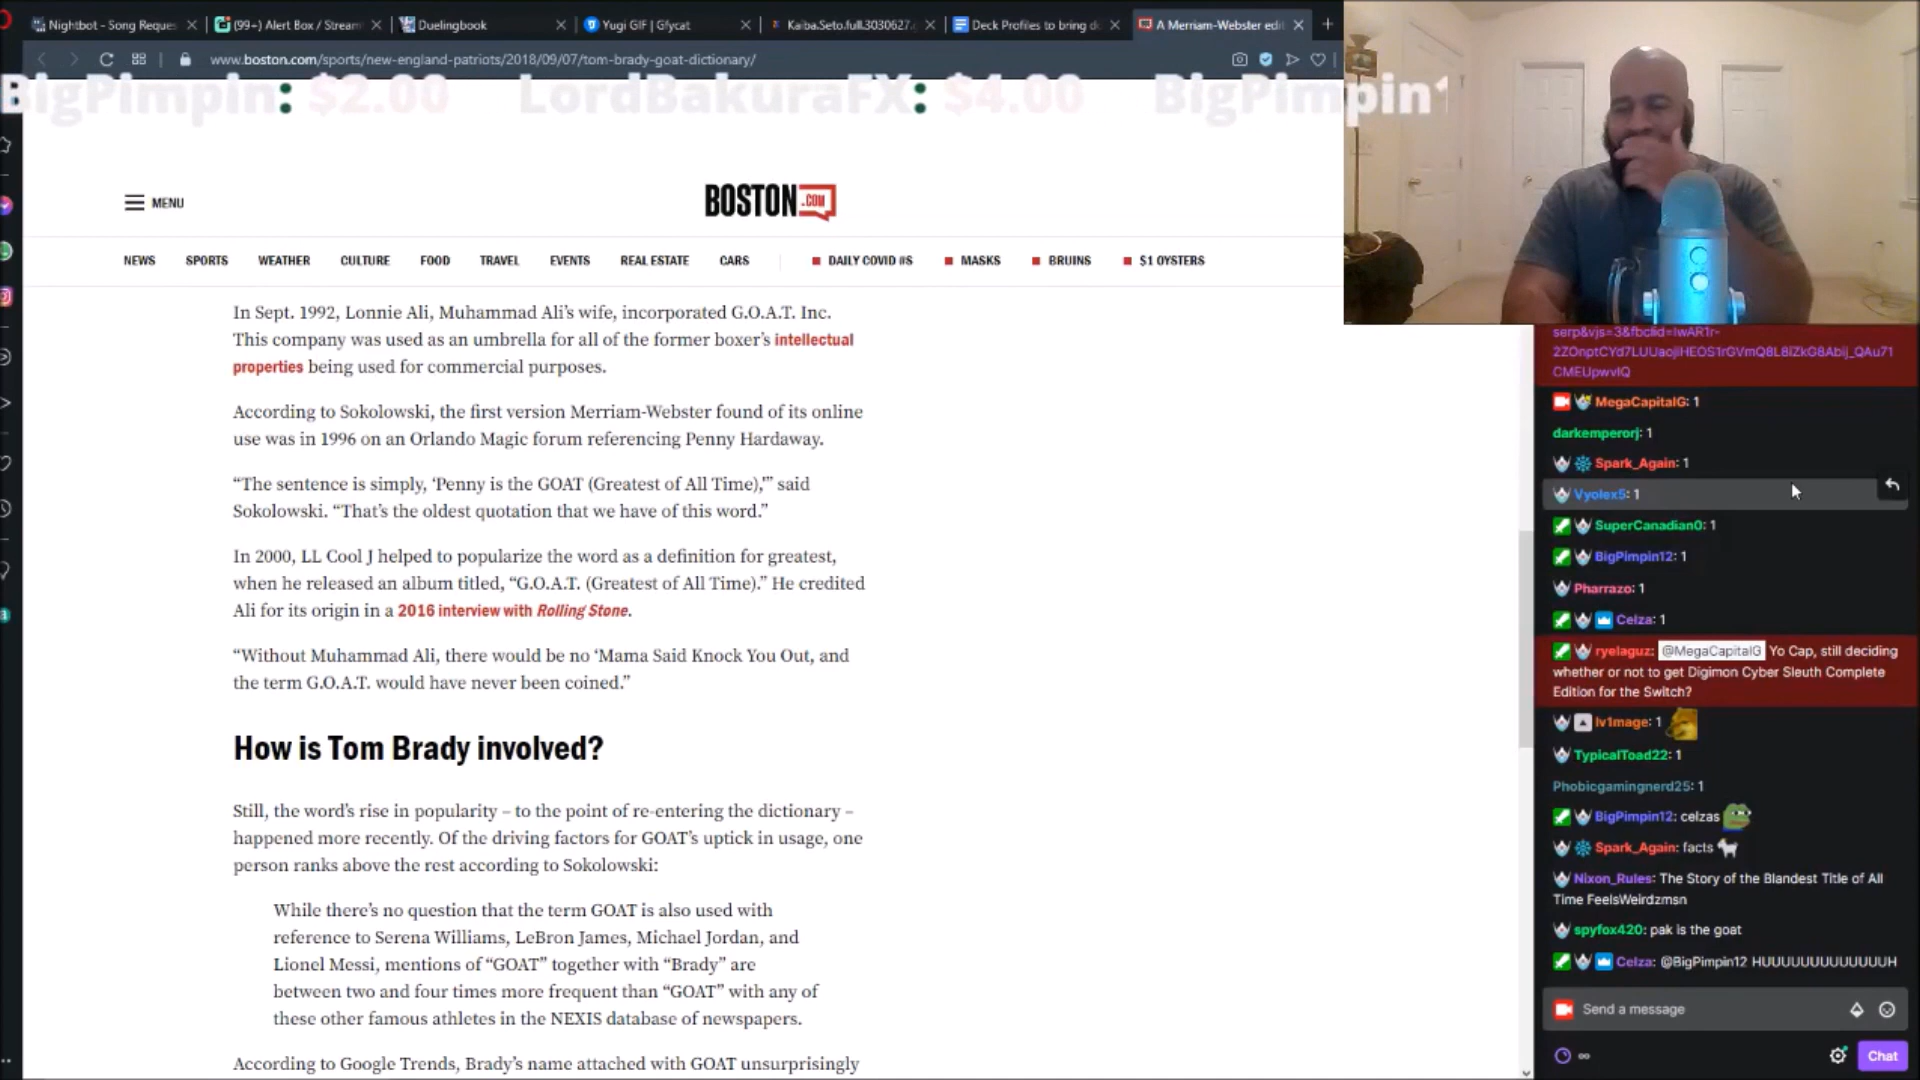 Nightbot - Song Reques
(99+) Alert Box / Stream
Duelingbook
Yugi GIF | Gfycat
Kaiba.Seto.full.3030627.
Deck Profiles to bring d
A Merriam-Webster edi
www.boston.com/sports/new-england-patriots/2018/09/07/tom-brady-goat-dictionary/
BigPimpin: $2.00 LordBakuraFX: $4.00 BigPimpin1
MENU
BOSTON.COM
NEWS SPORTS WEATHER CULTURE FOOD TRAVEL EVENTS REAL ESTATE CARS DAILY COVID #S MASKS BRUINS $1 OYSTERS
In Sept. 1992, Lonnie Ali, Muhammad Ali’s wife, incorporated G.O.A.T. Inc.
This company was used as an umbrella for all of the former boxer’s intellectual
properties being used for commercial purposes.
According to Sokolowski, the first version Merriam-Webster found of its online
use was in 1996 on an Orlando Magic forum referencing Penny Hardaway.
“The sentence is simply, ‘Penny is the GOAT (Greatest of All Time),’” said
Sokolowski. “That’s the oldest quotation that we have of this word.”
In 2000, LL Cool J helped to popularize the word as a definition for greatest,
when he released an album titled, “G.O.A.T. (Greatest of All Time).” He credited
Ali for its origin in a 2016 interview with Rolling Stone.
“Without Muhammad Ali, there would be no ‘Mama Said Knock You Out, and
the term G.O.A.T. would have never been coined.”
How is Tom Brady involved?
Still, the word’s rise in popularity – to the point of re-entering the dictionary –
happened more recently. Of the driving factors for GOAT’s uptick in usage, one
person ranks above the rest according to Sokolowski:
While there’s no question that the term GOAT is also used with
reference to Serena Williams, LeBron James, Michael Jordan, and
Lionel Messi, mentions of “GOAT” together with “Brady” are
between two and four times more frequent than “GOAT” with any of
these other famous athletes in the NEXIS database of newspapers.
According to Google Trends, Brady’s name attached with GOAT unsurprisingly
MegaCapitalG: 1
darkemperorj: 1
Spark_Again: 1
Vyolex5: 1
SuperCanadian0: 1
BigPimpin12: 1
Pharrazo: 1
Celza: 1
ryelaguz: @MegaCapitalG Yo Cap, still deciding
whether or not to get Digimon Cyber Sleuth Complete
Edition for the Switch?
lv1mage: 1
TypicalToad22: 1
Phobicgamingnerd25: 1
BigPimpin12: celzas
Spark_Again: facts
Nixon_Rules: The Story of the Blandest Title of All
Time FeelsWeirdzmsn
spyfox420: pak is the goat
Celza: @BigPimpin12 HUUUUUUUUUUUUUH
Send a message
Chat